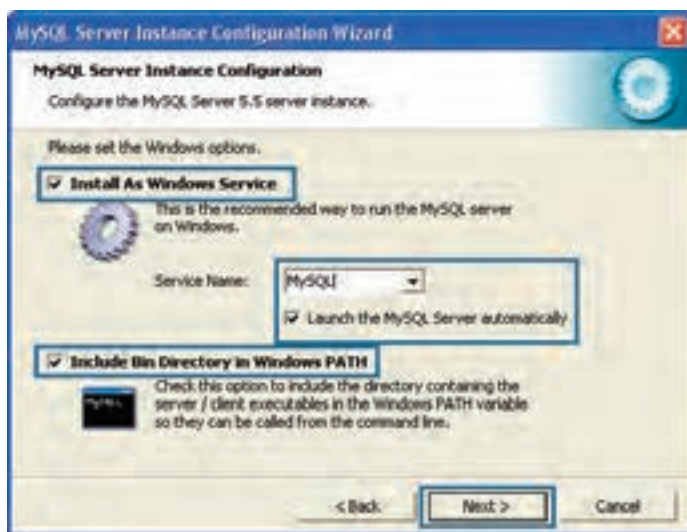 MySQL Server Instance Configuration Wizard
MySQL Server Instance Configuration
Configure the MySQL Server 5.5 server instance.
Please set the Windows options.
Install As Windows Service
This is the recommended way to run the MySQL server
on Windows.
Service Name:
MySQL
Launch the MySQL Server automatically
Include Bin Directory in Windows PATH
Check this option to include the directory containing the
server / client executables in the Windows PATH variable
so they can be called from the command line.
< Back
Next >
Cancel